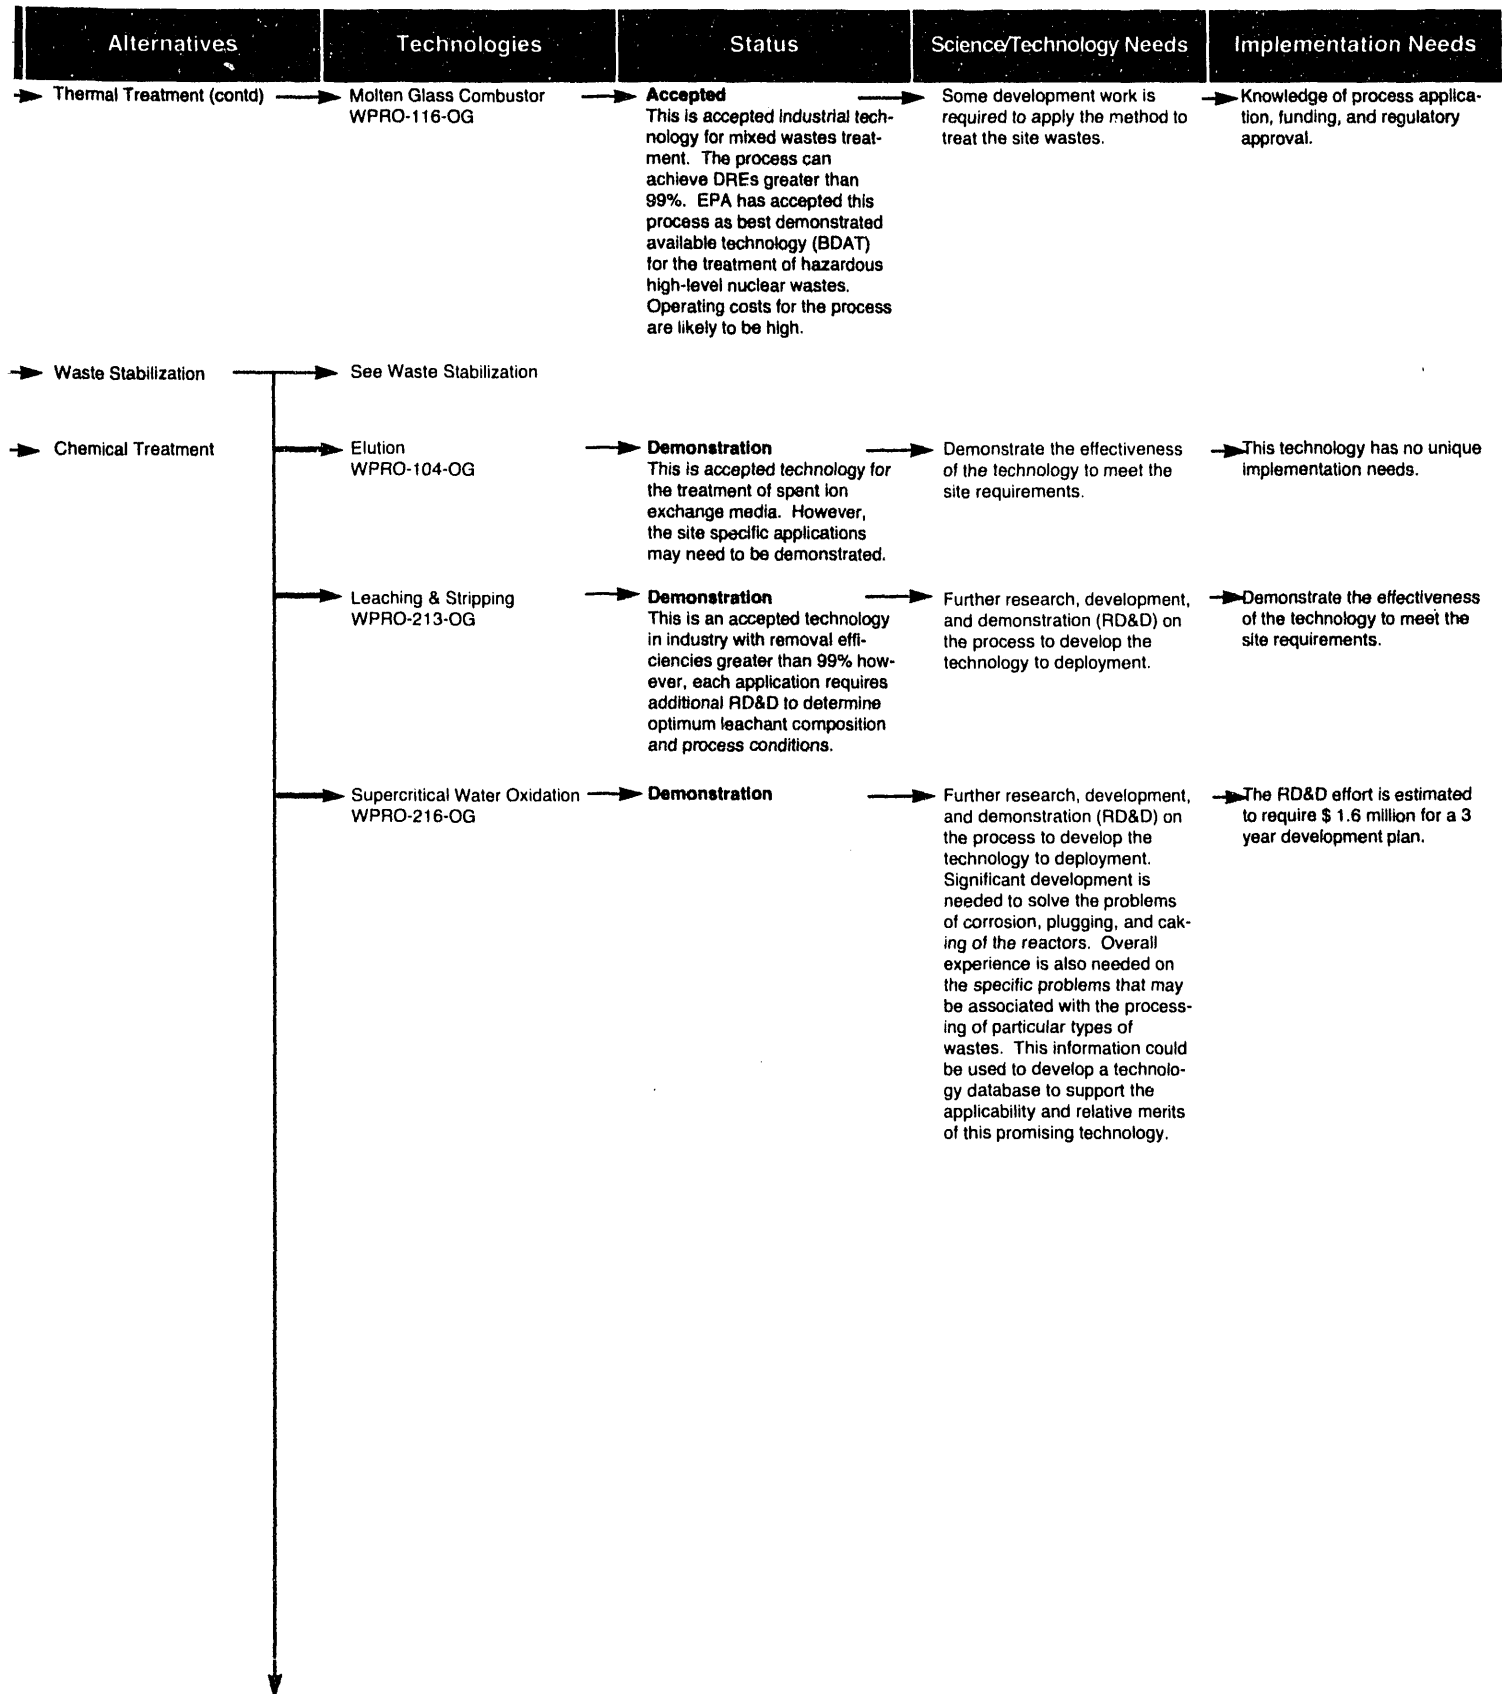 Alternatives
Technologies
Status
Science/Technology Needs
Implementation Needs
Thermal Treatment (contd)
Molten Glass Combustor
WPRO-116-OG
Accepted
This is accepted industrial tech-
nology for mixed wastes treat-
ment. The process can
achieve DREs greater than
99%. EPA has accepted this
process as best demonstrated
available technology (BDAT)
for the treatment of hazardous
high-level nuclear wastes.
Operating costs for the process
are likely to be high.
Some development work is
required to apply the method to
treat the site wastes.
Knowledge of process applica-
tion, funding, and regulatory
approval.
Waste Stabilization
See Waste Stabilization
Chemical Treatment
Elution
WPRO-104-OG
Demonstration
This is accepted technology for
the treatment of spent ion
exchange media. However,
the site specific applications
may need to be demonstrated.
Demonstrate the effectiveness
of the technology to meet the
site requirements.
This technology has no unique
implementation needs.
Leaching & Stripping
WPRO-213-OG
Demonstration
This is an accepted technology
in industry with removal effi-
ciencies greater than 99% how-
ever, each application requires
additional RD&D to determine
optimum leachant composition
and process conditions.
Further research, development,
and demonstration (RD&D) on
the process to develop the
technology to deployment.
Demonstrate the effectiveness
of the technology to meet the
site requirements.
Supercritical Water Oxidation
WPRO-216-OG
Demonstration
Further research, development,
and demonstration (RD&D) on
the process to develop the
technology to deployment.
Significant development is
needed to solve the problems
of corrosion, plugging, and cak-
ing of the reactors. Overall
experience is also needed on
the specific problems that may
be associated with the process-
ing of particular types of
wastes. This information could
be used to develop a technolo-
gy database to support the
applicability and relative merits
of this promising technology.
The RD&D effort is estimated
to require $ 1.6 million for a 3
year development plan.